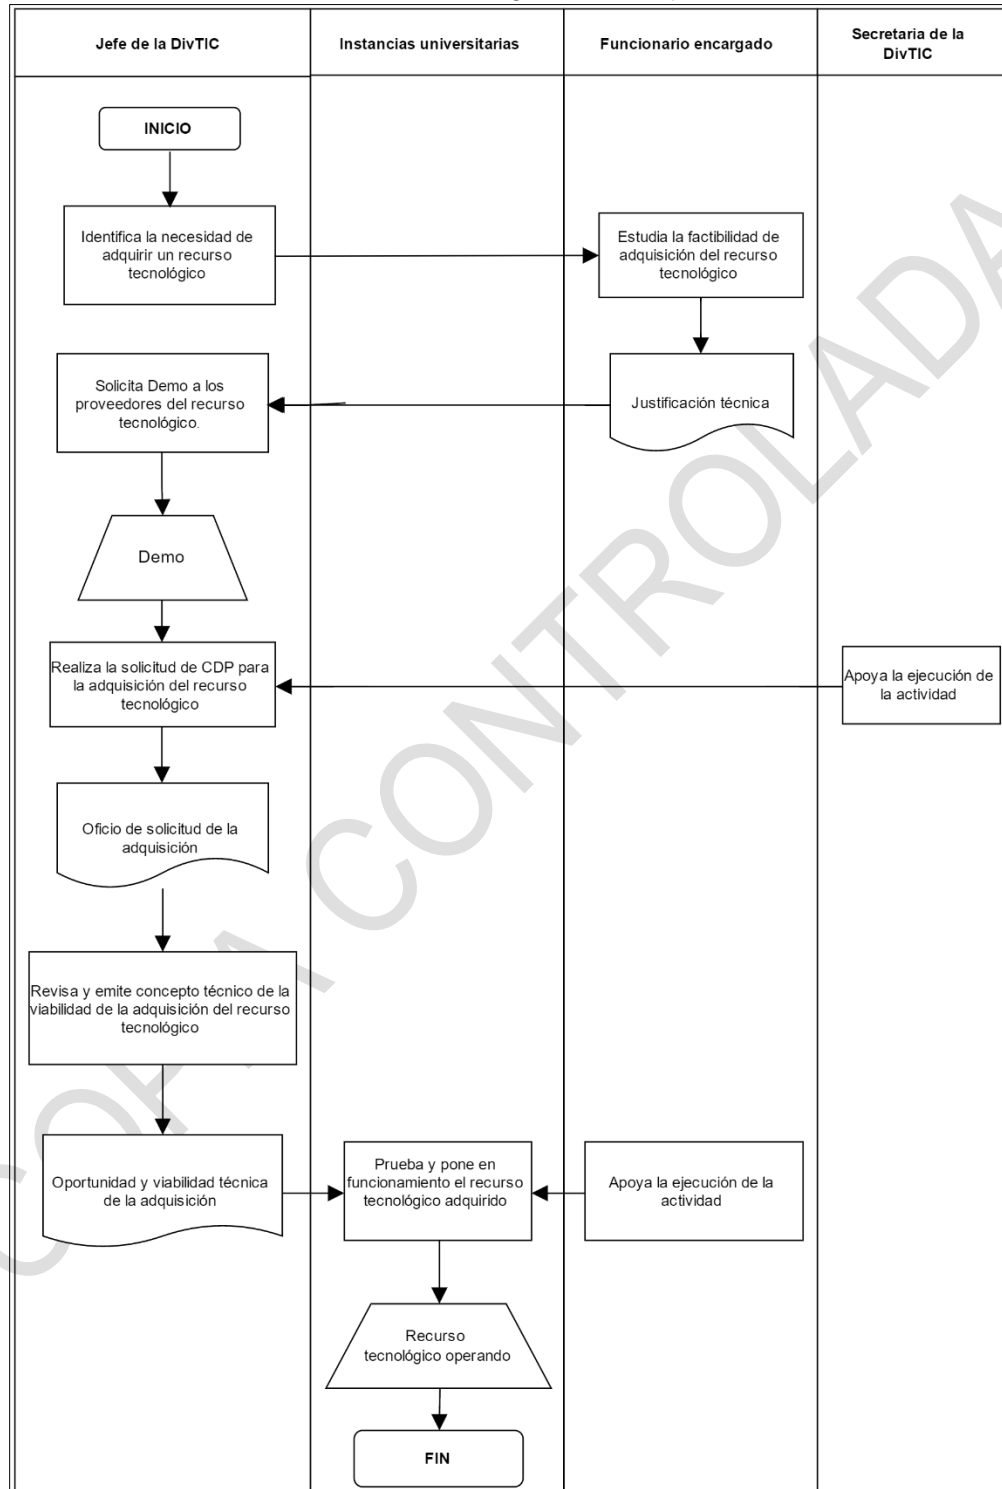 Jefe de la DivTIC
Instancias universitarias
Funcionario encargado
Secretaria de la
DivTIC
INICIO
Identifica la necesidad de
adquirir un recurso
tecnológico
Estudia la factibilidad de
adquisición del recurso
tecnológico
Solicita Demo a los
proveedores del recurso
tecnológico.
Justificación técnica
Demo
Realiza la solicitud de CDP para
la adquisición del recurso
tecnológico
Apoya la ejecución de
la actividad
Oficio de solicitud de la
adquisición
Revisa y emite concepto técnico de la
viabilidad de la adquisición del recurso
tecnológico
Oportunidad y viabilidad técnica
de la adquisición
Prueba y pone en
funcionamiento el recurso
tecnológico adquirido
Apoya la ejecución de la
actividad
Recurso
tecnológico operando
FIN
COPIA CONTROLADA